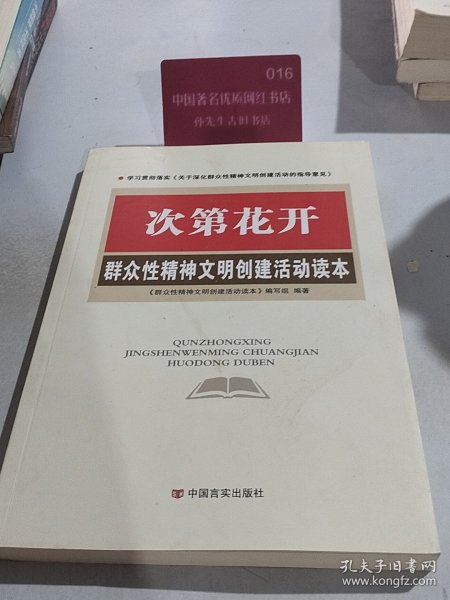 016
中国著名优质网红书店
孙先生古旧书店
学习贯彻落实《关于深化群众性精神文明创建活动的指导意见》
次第花开
群众性精神文明创建活动读本
《群众性精神文明创建活动读本》编写组 编著
QUNZHONGXING
JINGSHENWENMING CHUANGJIAN
HUODONG DUBEN
中国言实出版社
孔夫子旧书网
www.kongfz.com